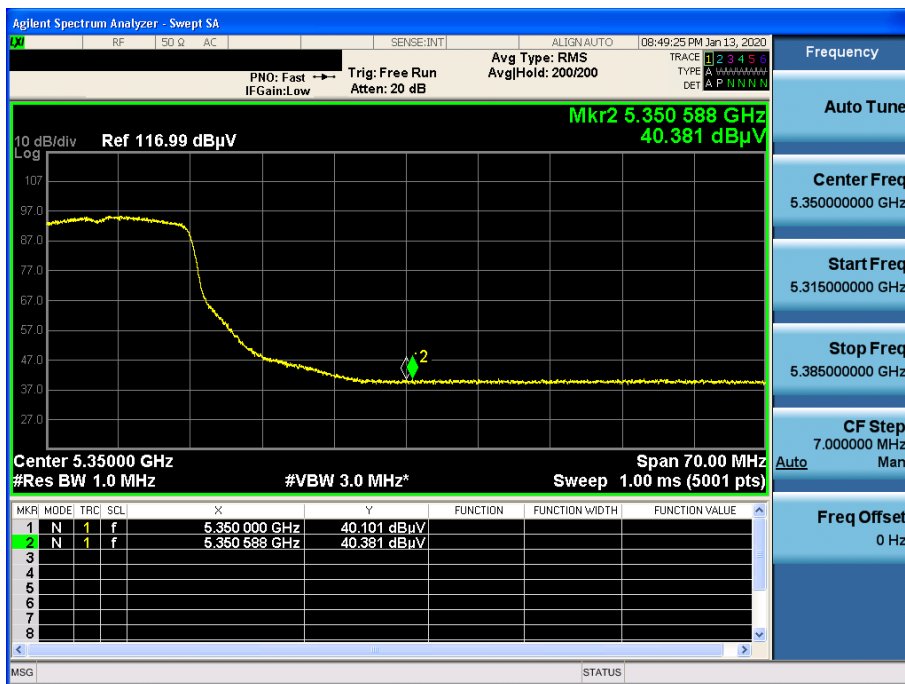 Agilent Spectrum Analyzer - Swept SA
LXI RF 50 Ω AC SENSE:INT ALIGN AUTO 08:49:25 PM Jan 13, 2020
Frequency
PNO: Fast Trig: Free Run Avg Type: RMS TRACE 1 2 3 4 5 6
IFGain:Low Atten: 20 dB Avg|Hold: 200/200 TYPE A WWWWW
DET A P N N N N
Auto Tune
Mkr2 5.350 588 GHz
40.381 dBµV
10 dB/div Ref 116.99 dBµV
Log
107
97.0
87.0
77.0
67.0
57.0
47.0
37.0
27.0
2
Center 5.35000 GHz Span 70.00 MHz
#Res BW 1.0 MHz #VBW 3.0 MHz* Sweep 1.00 ms (5001 pts)
Center Freq
5.350000000 GHz
Start Freq
5.315000000 GHz
Stop Freq
5.385000000 GHz
CF Step
7.000000 MHz
Auto Man
Freq Offset
0 Hz
MKR MODE TRC SCL X Y FUNCTION FUNCTION WIDTH FUNCTION VALUE
1 N 1 f 5.350 000 GHz 40.101 dBµV
2 N 1 f 5.350 588 GHz 40.381 dBµV
3
4
5
6
7
8
MSG STATUS